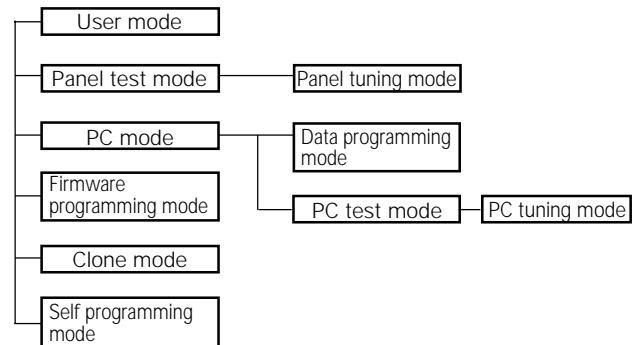 User mode
Panel test mode
Panel tuning mode
PC mode
Data programming
mode
Firmware
programming mode
PC test mode
PC tuning mode
Clone mode
Self programming
mode